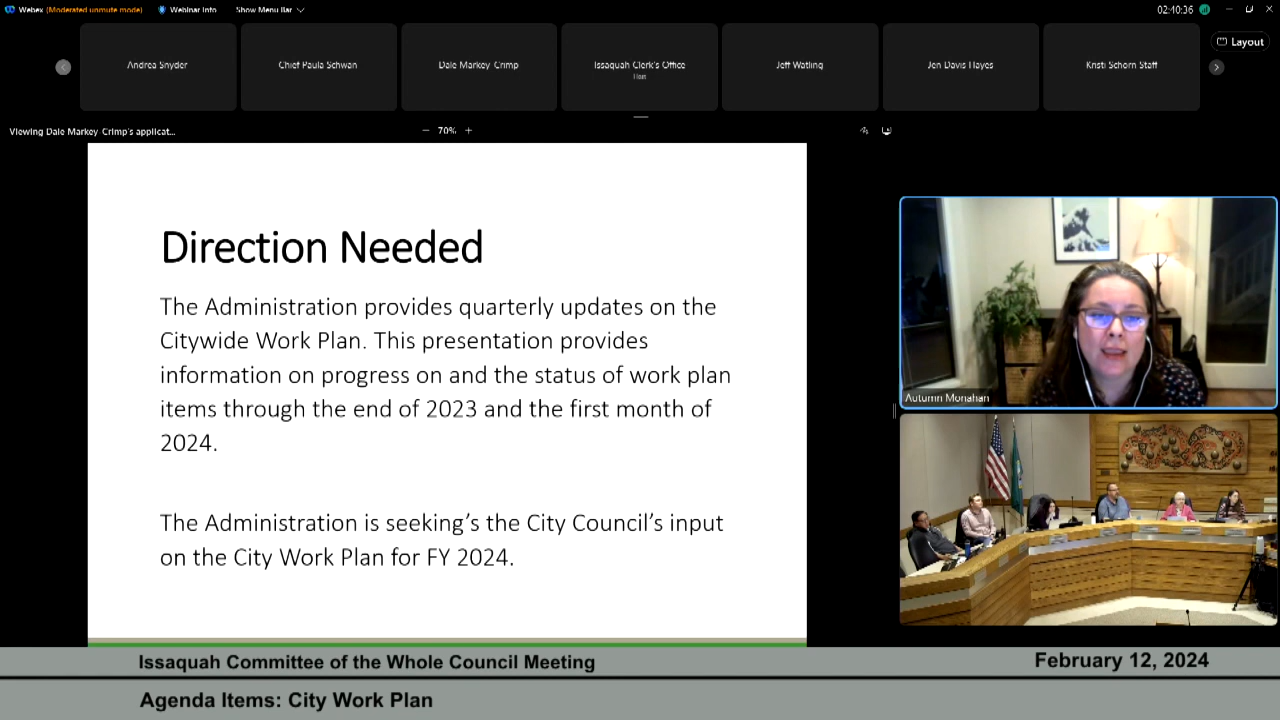 Webex (Moderated unmute mode) Webinar Info Show Menu Bar 02:40:36
Layout
Andrea Snyder
Chief Paula Schwan
Dale Markey-Crimp
Issaquah Clerk's Office
Host
Jeff Watling
Jen Davis Hayes
Kristi Schorn Staff
Viewing Dale Markey-Crimp's applicat... − 70% +
Direction Needed
The Administration provides quarterly updates on the
Citywide Work Plan. This presentation provides
information on progress on and the status of work plan
items through the end of 2023 and the first month of
2024.
The Administration is seeking’s the City Council’s input
on the City Work Plan for FY 2024.
Autumn Monahan
Issaquah Committee of the Whole Council Meeting
February 12, 2024
Agenda Items: City Work Plan